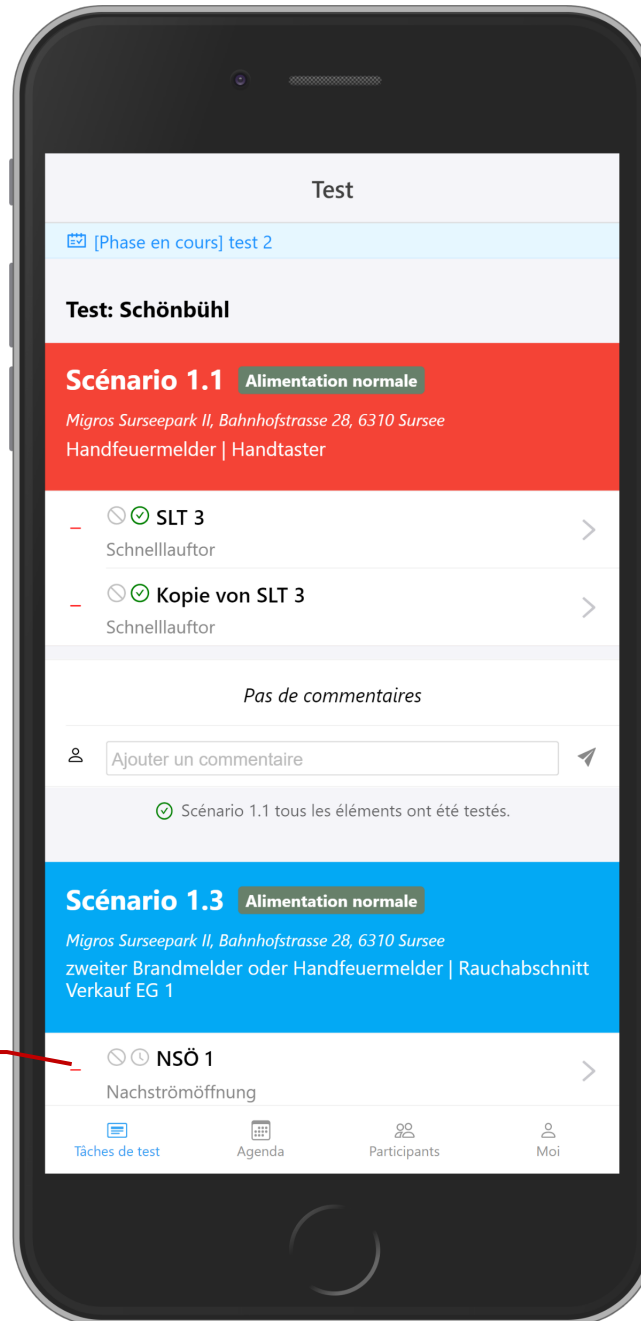 Test
[Phase en cours] test 2
Test: Schönbühl
Scénario 1.1 Alimentation normale
Migros Surseepark II, Bahnhofstrasse 28, 6310 Sursee
Handfeuermelder | Handtaster
– SLT 3
Schnelllauftor
– Kopie von SLT 3
Schnelllauftor
Pas de commentaires
Ajouter un commentaire
Scénario 1.1 tous les éléments ont été testés.
Scénario 1.3 Alimentation normale
Migros Surseepark II, Bahnhofstrasse 28, 6310 Sursee
zweiter Brandmelder oder Handfeuermelder | Rauchabschnitt
Verkauf EG 1
– NSÖ 1
Nachströmöffnung
Tâches de test Agenda Participants Moi